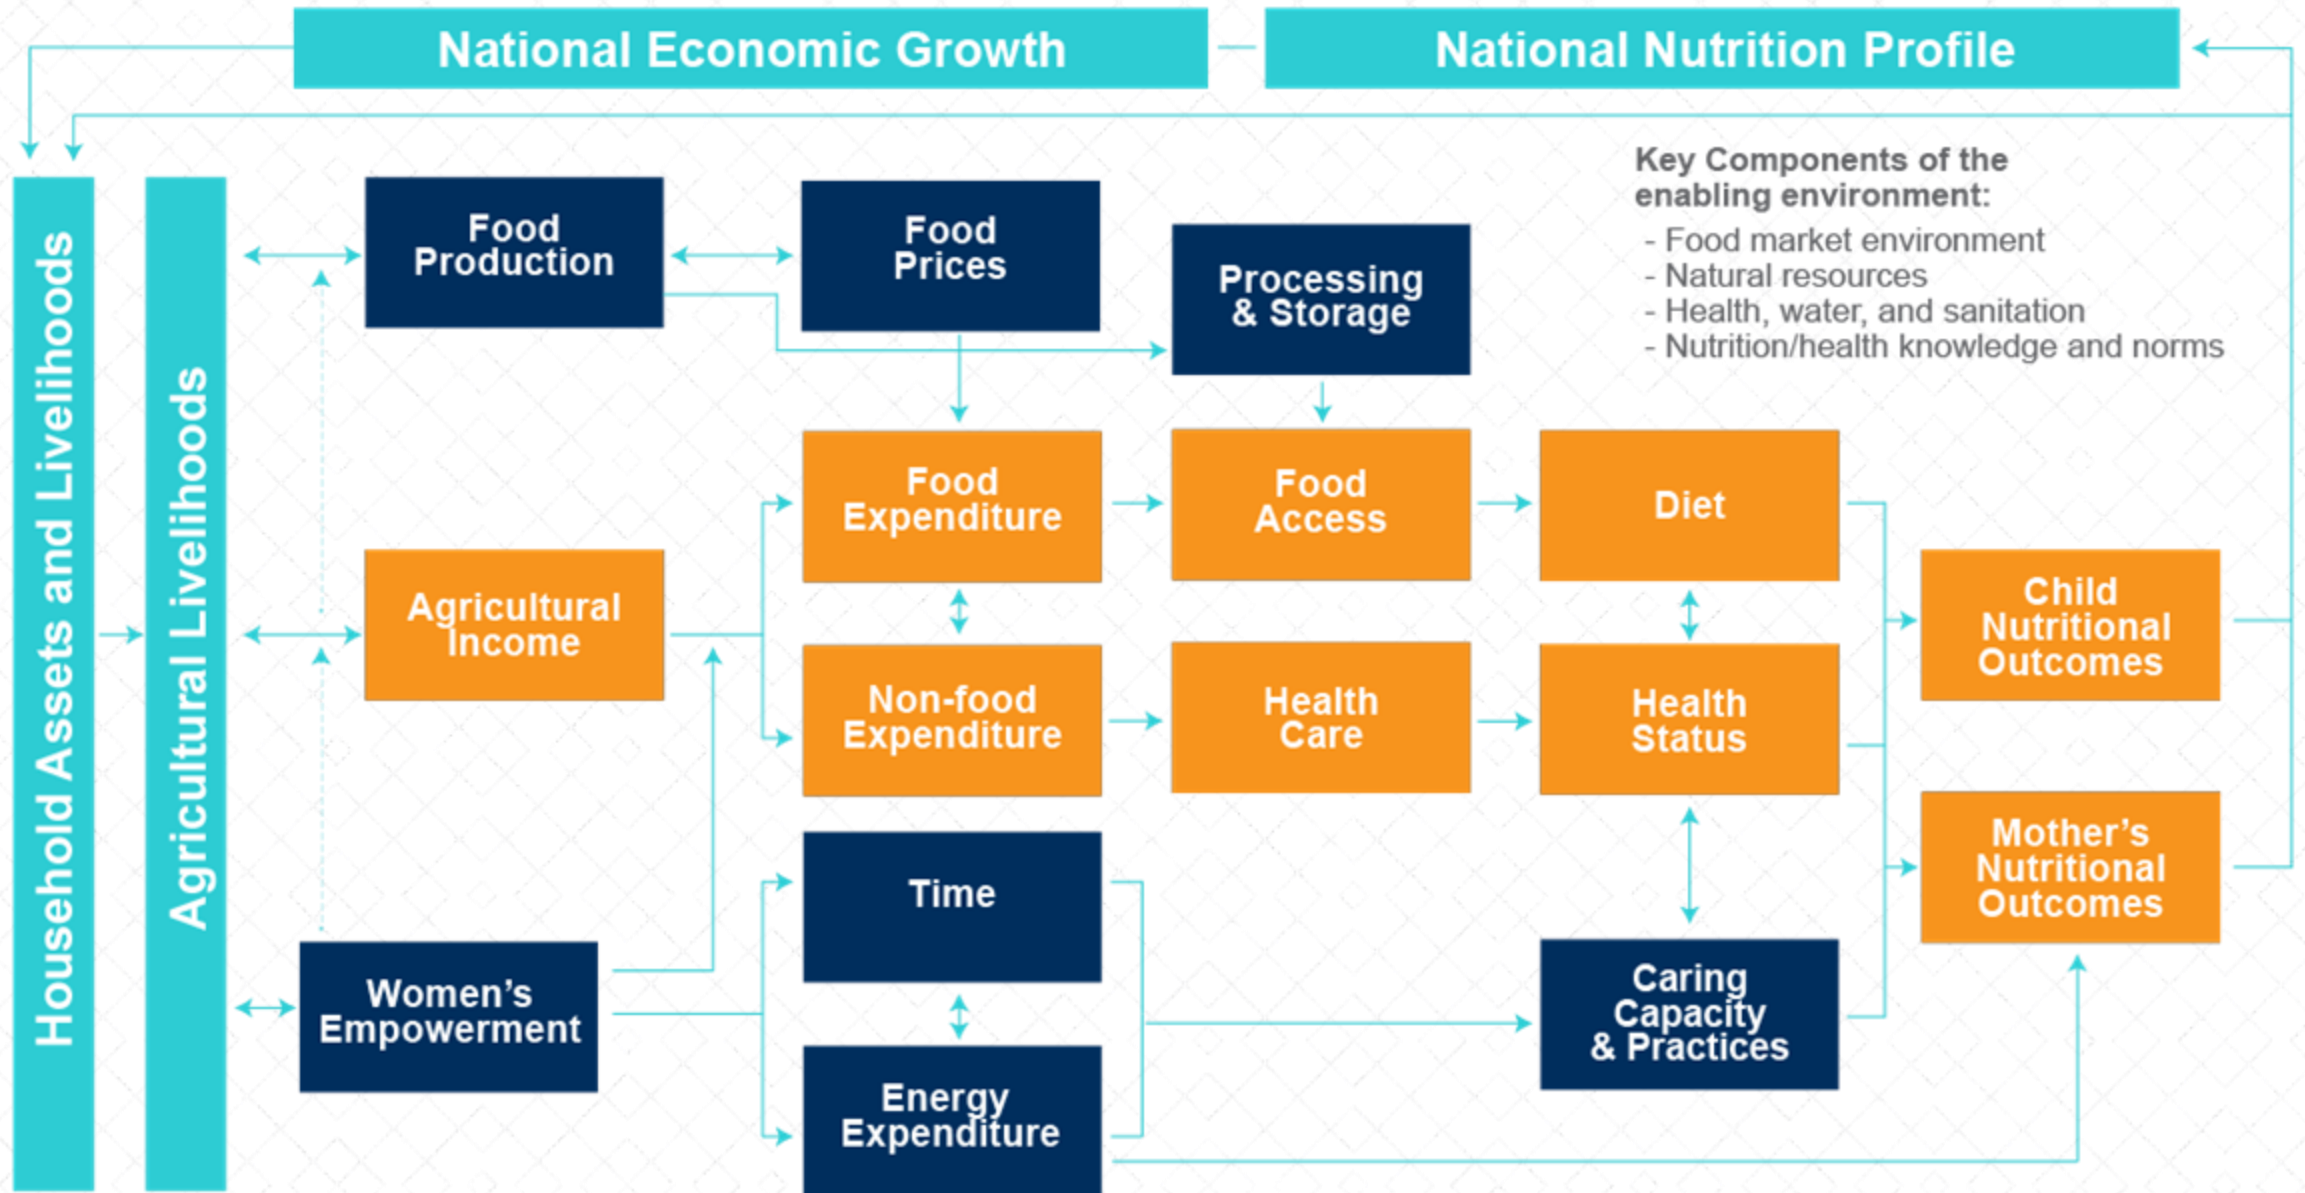 National Economic Growth
National Nutrition Profile
Household Assets and Livelihoods
Agricultural Livelihoods
Food
Production
Food
Prices
Processing
& Storage
Key Components of the
enabling environment:
- Food market environment
- Natural resources
- Health, water, and sanitation
- Nutrition/health knowledge and norms
Agricultural
Income
Food
Expenditure
Food
Access
Diet
Non-food
Expenditure
Health
Care
Health
Status
Child
Nutritional
Outcomes
Mother’s
Nutritional
Outcomes
Women’s
Empowerment
Time
Energy
Expenditure
Caring
Capacity
& Practices